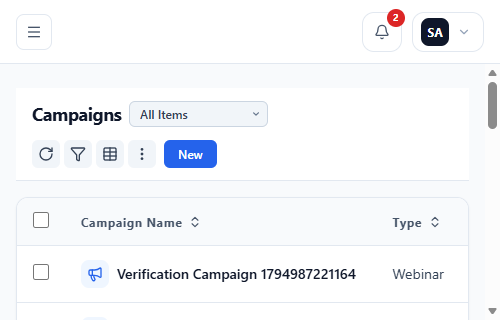 2
SA
Campaigns
All Items
New
Campaign Name
Type
Verification Campaign 1794987221164
Webinar